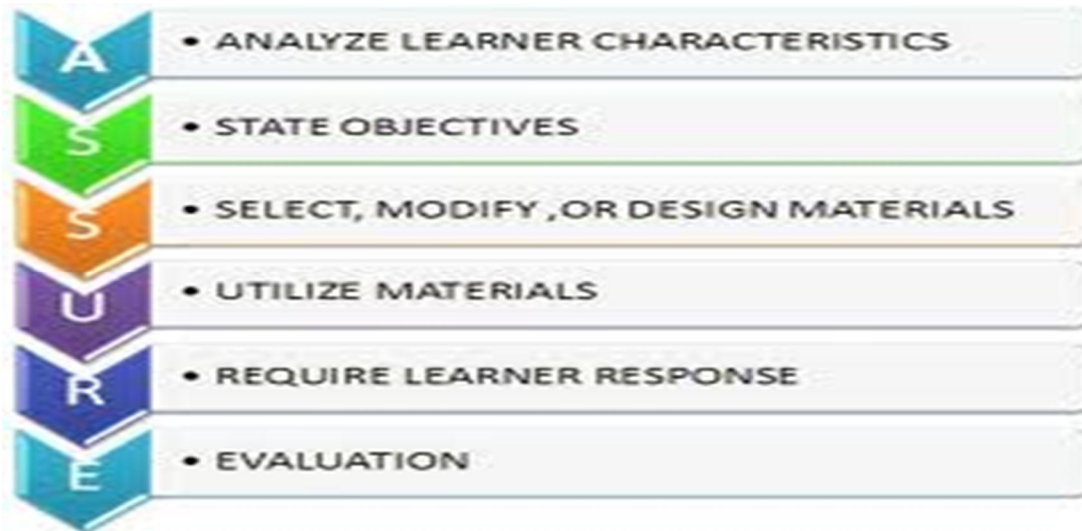 A • ANALYZE LEARNER CHARACTERISTICS
S • STATE OBJECTIVES
S • SELECT, MODIFY ,OR DESIGN MATERIALS
U • UTILIZE MATERIALS
R • REQUIRE LEARNER RESPONSE
E • EVALUATION